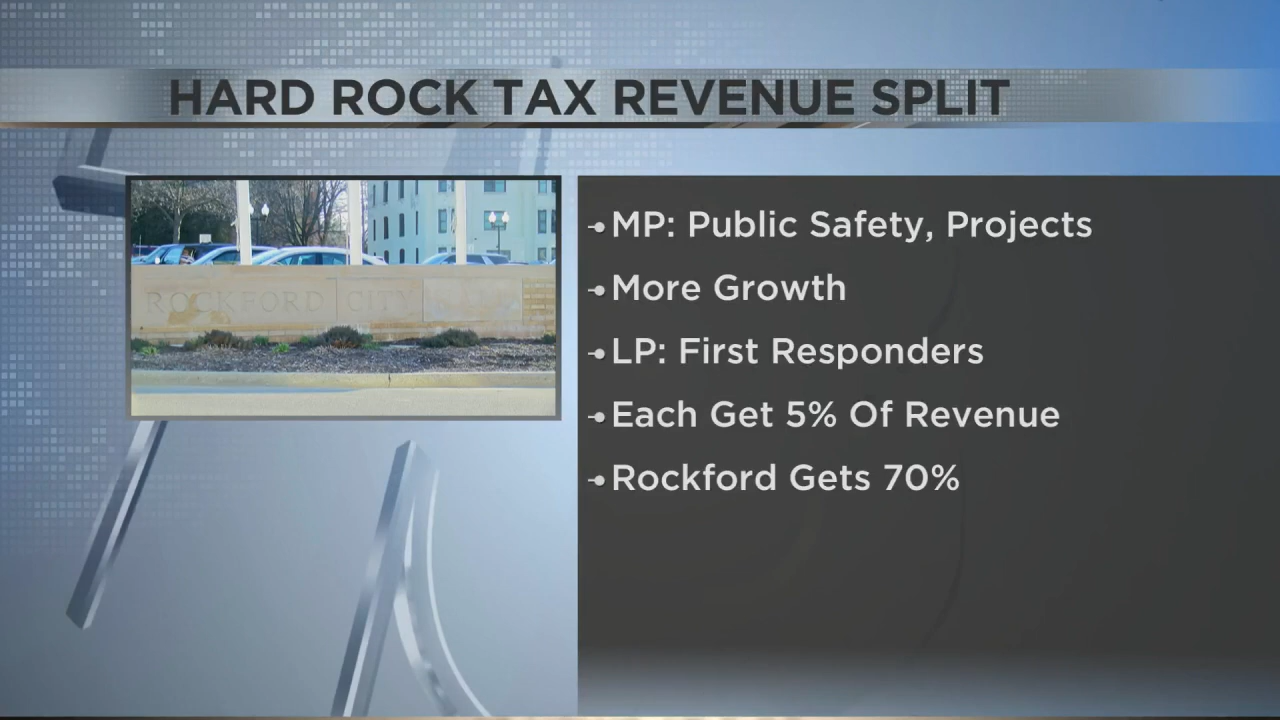 HARD ROCK TAX REVENUE SPLIT
ROCKFORD CITY
MP: Public Safety, Projects
More Growth
LP: First Responders
Each Get 5% Of Revenue
Rockford Gets 70%